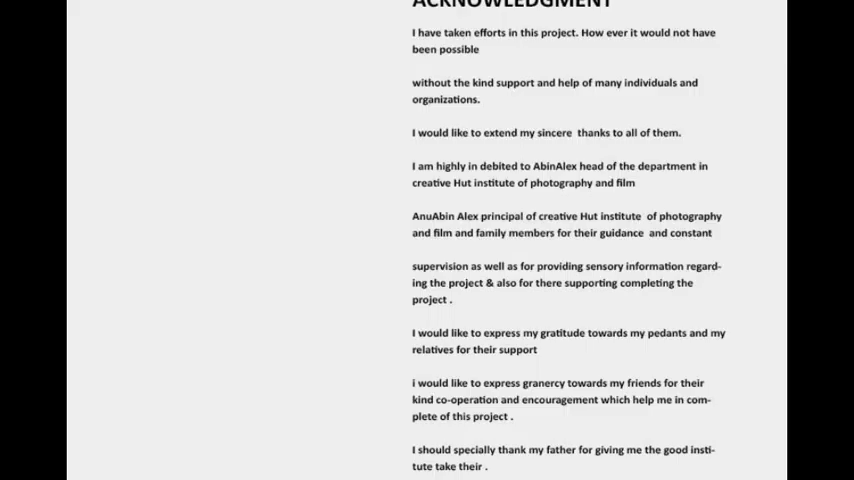 ACKNOWLEDGMENT
I have taken efforts in this project. How ever it would not have
been possible
without the kind support and help of many individuals and
organizations.
I would like to extend my sincere thanks to all of them.
I am highly in debited to AbinAlex head of the department in
creative Hut institute of photography and film
AnuAbin Alex principal of creative Hut institute of photography
and film and family members for their guidance and constant
supervision as well as for providing sensory information regard-
ing the project & also for there supporting completing the
project .
I would like to express my gratitude towards my pedants and my
relatives for their support
i would like to express granercy towards my friends for their
kind co-operation and encouragement which help me in com-
plete of this project .
I should specially thank my father for giving me the good insti-
tute take their .